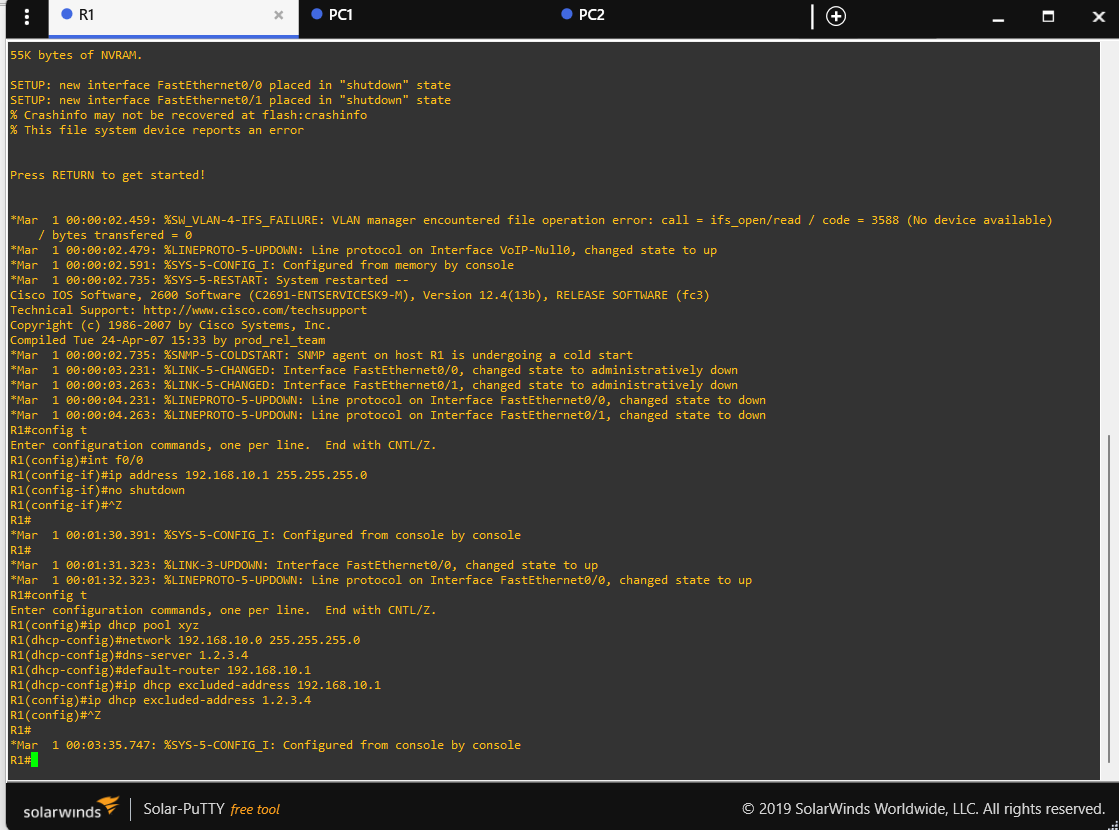 R1
PC1
PC2
55K bytes of NVRAM.
SETUP: new interface FastEthernet0/0 placed in "shutdown" state
SETUP: new interface FastEthernet0/1 placed in "shutdown" state
% Crashinfo may not be recovered at flash:crashinfo
% This file system device reports an error
Press RETURN to get started!
*Mar  1 00:00:02.459: %SW_VLAN-4-IFS_FAILURE: VLAN manager encountered file operation error: call = ifs_open/read / code = 3588 (No device available)
/ bytes transfered = 0
*Mar  1 00:00:02.479: %LINEPROTO-5-UPDOWN: Line protocol on Interface VoIP-Null0, changed state to up
*Mar  1 00:00:02.591: %SYS-5-CONFIG_I: Configured from memory by console
*Mar  1 00:00:02.735: %SYS-5-RESTART: System restarted --
Cisco IOS Software, 2600 Software (C2691-ENTSERVICESK9-M), Version 12.4(13b), RELEASE SOFTWARE (fc3)
Technical Support: http://www.cisco.com/techsupport
Copyright (c) 1986-2007 by Cisco Systems, Inc.
Compiled Tue 24-Apr-07 15:33 by prod_rel_team
*Mar  1 00:00:02.735: %SNMP-5-COLDSTART: SNMP agent on host R1 is undergoing a cold start
*Mar  1 00:00:03.231: %LINK-5-CHANGED: Interface FastEthernet0/0, changed state to administratively down
*Mar  1 00:00:03.263: %LINK-5-CHANGED: Interface FastEthernet0/1, changed state to administratively down
*Mar  1 00:00:04.231: %LINEPROTO-5-UPDOWN: Line protocol on Interface FastEthernet0/0, changed state to down
*Mar  1 00:00:04.263: %LINEPROTO-5-UPDOWN: Line protocol on Interface FastEthernet0/1, changed state to down
R1#config t
Enter configuration commands, one per line.  End with CNTL/Z.
R1(config)#int f0/0
R1(config-if)#ip address 192.168.10.1 255.255.255.0
R1(config-if)#no shutdown
R1(config-if)#^Z
R1#
*Mar  1 00:01:30.391: %SYS-5-CONFIG_I: Configured from console by console
R1#
*Mar  1 00:01:31.323: %LINK-3-UPDOWN: Interface FastEthernet0/0, changed state to up
*Mar  1 00:01:32.323: %LINEPROTO-5-UPDOWN: Line protocol on Interface FastEthernet0/0, changed state to up
R1#config t
Enter configuration commands, one per line.  End with CNTL/Z.
R1(config)#ip dhcp pool xyz
R1(dhcp-config)#network 192.168.10.0 255.255.255.0
R1(dhcp-config)#dns-server 1.2.3.4
R1(dhcp-config)#default-router 192.168.10.1
R1(dhcp-config)#ip dhcp excluded-address 192.168.10.1
R1(config)#ip dhcp excluded-address 1.2.3.4
R1(config)#^Z
R1#
*Mar  1 00:03:35.747: %SYS-5-CONFIG_I: Configured from console by console
R1#
solarwinds Solar-PuTTY free tool © 2019 SolarWinds Worldwide, LLC. All rights reserved.